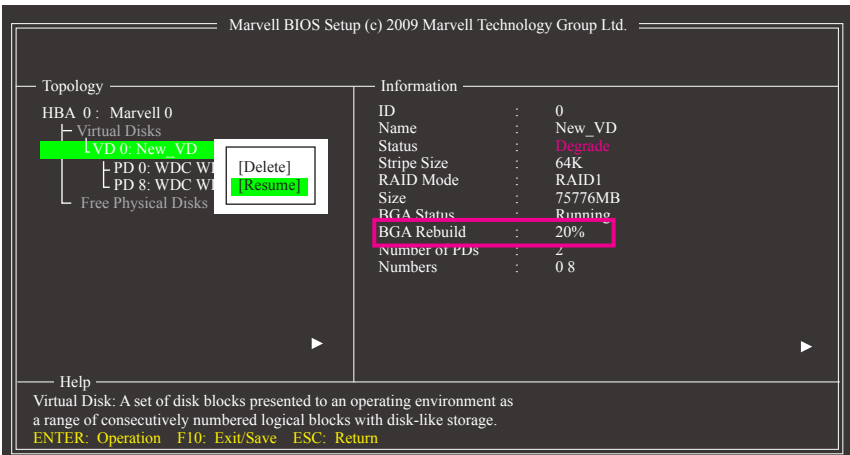 Marvell BIOS Setup (c) 2009 Marvell Technology Group Ltd.
Topology
HBA 0 : Marvell 0
Virtual Disks
VD 0: New_VD
PD 0: WDC W
PD 8: WDC W
Free Physical Disks
[Delete]
[Resume]
Information
ID : 0
Name : New_VD
Status : Degrade
Stripe Size : 64K
RAID Mode : RAID1
Size : 75776MB
BGA Status : Running
BGA Rebuild : 20%
Number of PDs : 2
Numbers : 0 8
Help
Virtual Disk: A set of disk blocks presented to an operating environment as
a range of consecutively numbered logical blocks with disk-like storage.
ENTER: Operation F10: Exit/Save ESC: Return